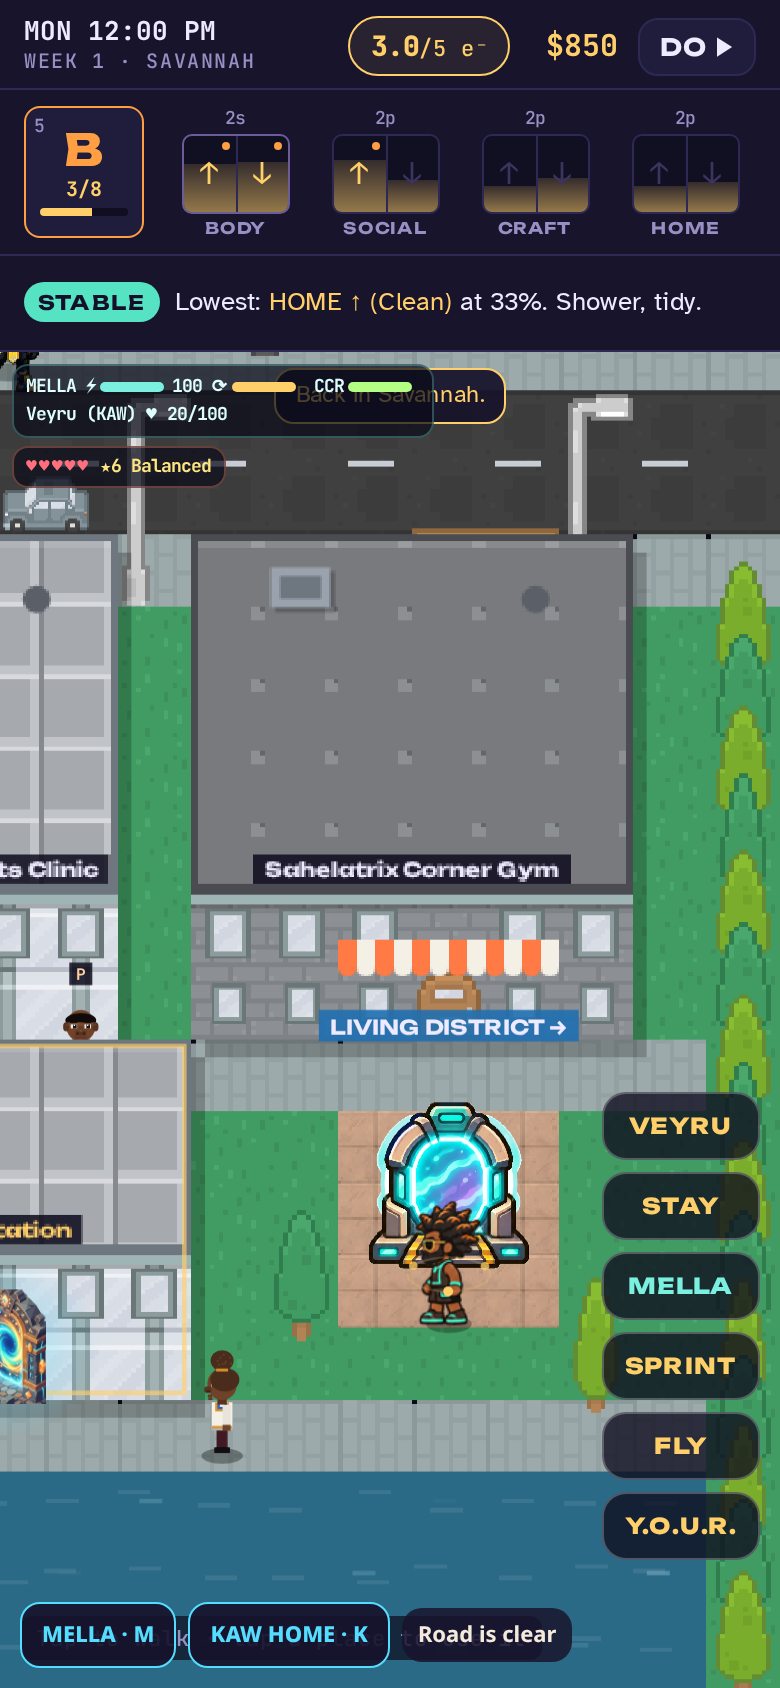 MON 12:00 PM
WEEK 1 · SAVANNAH
3.0/5 e⁻
$850
DO ▶
5
B
3/8
2s
↑ ↓
BODY
2p
↑ ↓
SOCIAL
2p
↑ ↓
CRAFT
2p
↑ ↓
HOME
STABLE
Lowest: HOME ↑ (Clean) at 33%. Shower, tidy.
MELLA ⚡ 100 ⟳ CCR
Veyru (KAW) ♥ 20/100
Back in Savannah.
♥♥♥♥♥ ★6 Balanced
ts Clinic
Sahelatrix Corner Gym
P
LIVING DISTRICT →
VEYRU
STAY
MELLA
SPRINT
FLY
Y.O.U.R.
MELLA · M
KAW HOME · K
Road is clear